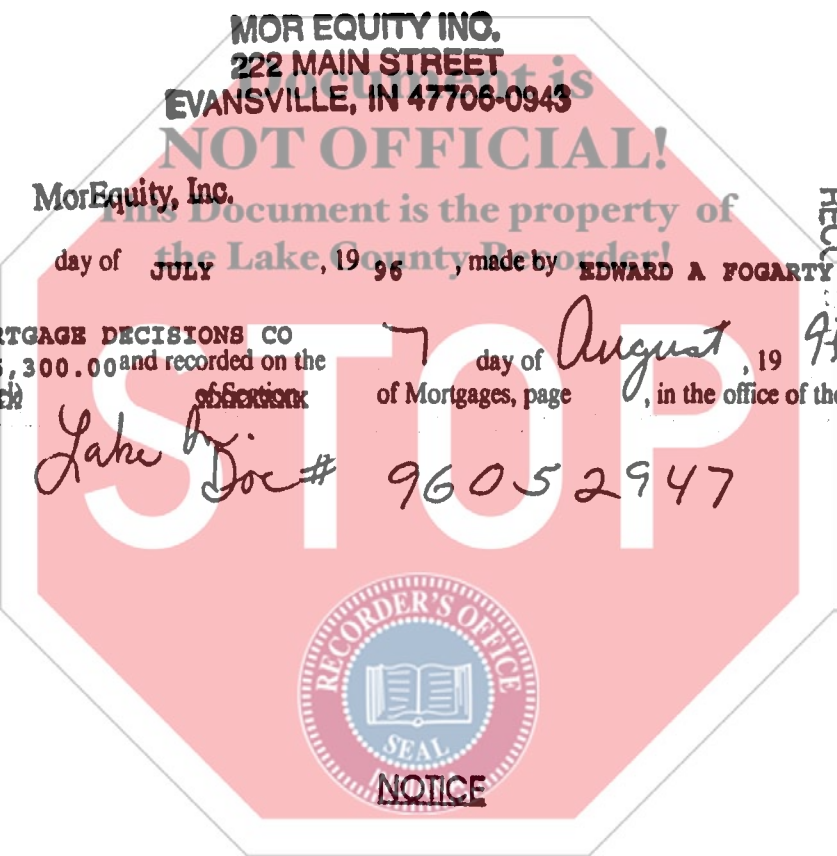 MOR EQUITY INC.
222 MAIN STREET
Document is
EVANSVILLE, IN 47706-0943
NOT OFFICIAL!
MorEquity, Inc.
This Document is the property of
the Lake County Recorder!
day of JULY , 19 96 , made by EDWARD A FOGARTY
RTGAGE DECISIONS CO
,300.00 and recorded on the 7 day of August , 19
of Section of Mortgages, page , in the office of the
Lake
Doc# 96052947
STOP
RECORDER'S OFFICE
SEAL
NOTICE